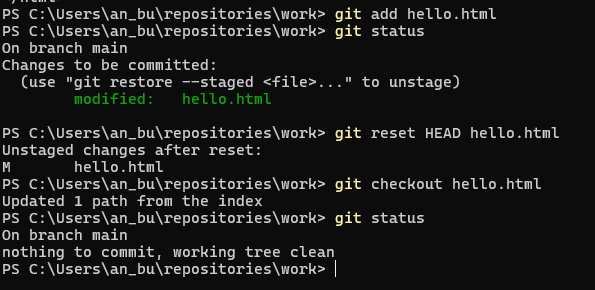 PS C:\Users\an_bu\repositories\work> git add hello.html
PS C:\Users\an_bu\repositories\work> git status
On branch main
Changes to be committed:
  (use "git restore --staged <file>..." to unstage)
        modified:   hello.html

PS C:\Users\an_bu\repositories\work> git reset HEAD hello.html
Unstaged changes after reset:
M       hello.html
PS C:\Users\an_bu\repositories\work> git checkout hello.html
Updated 1 path from the index
PS C:\Users\an_bu\repositories\work> git status
On branch main
nothing to commit, working tree clean
PS C:\Users\an_bu\repositories\work>